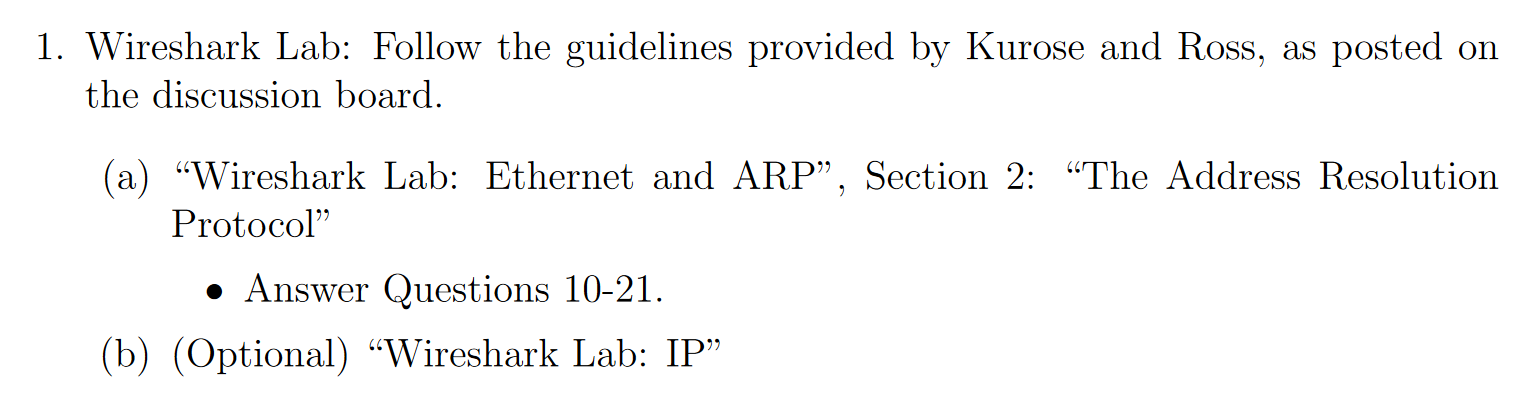 1. Wireshark Lab: Follow the guidelines provided by Kurose and Ross, as posted on
the discussion board.
(a) “Wireshark Lab: Ethernet and ARP”, Section 2: “The Address Resolution
Protocol”
• Answer Questions 10-21.
(b) (Optional) “Wireshark Lab: IP”